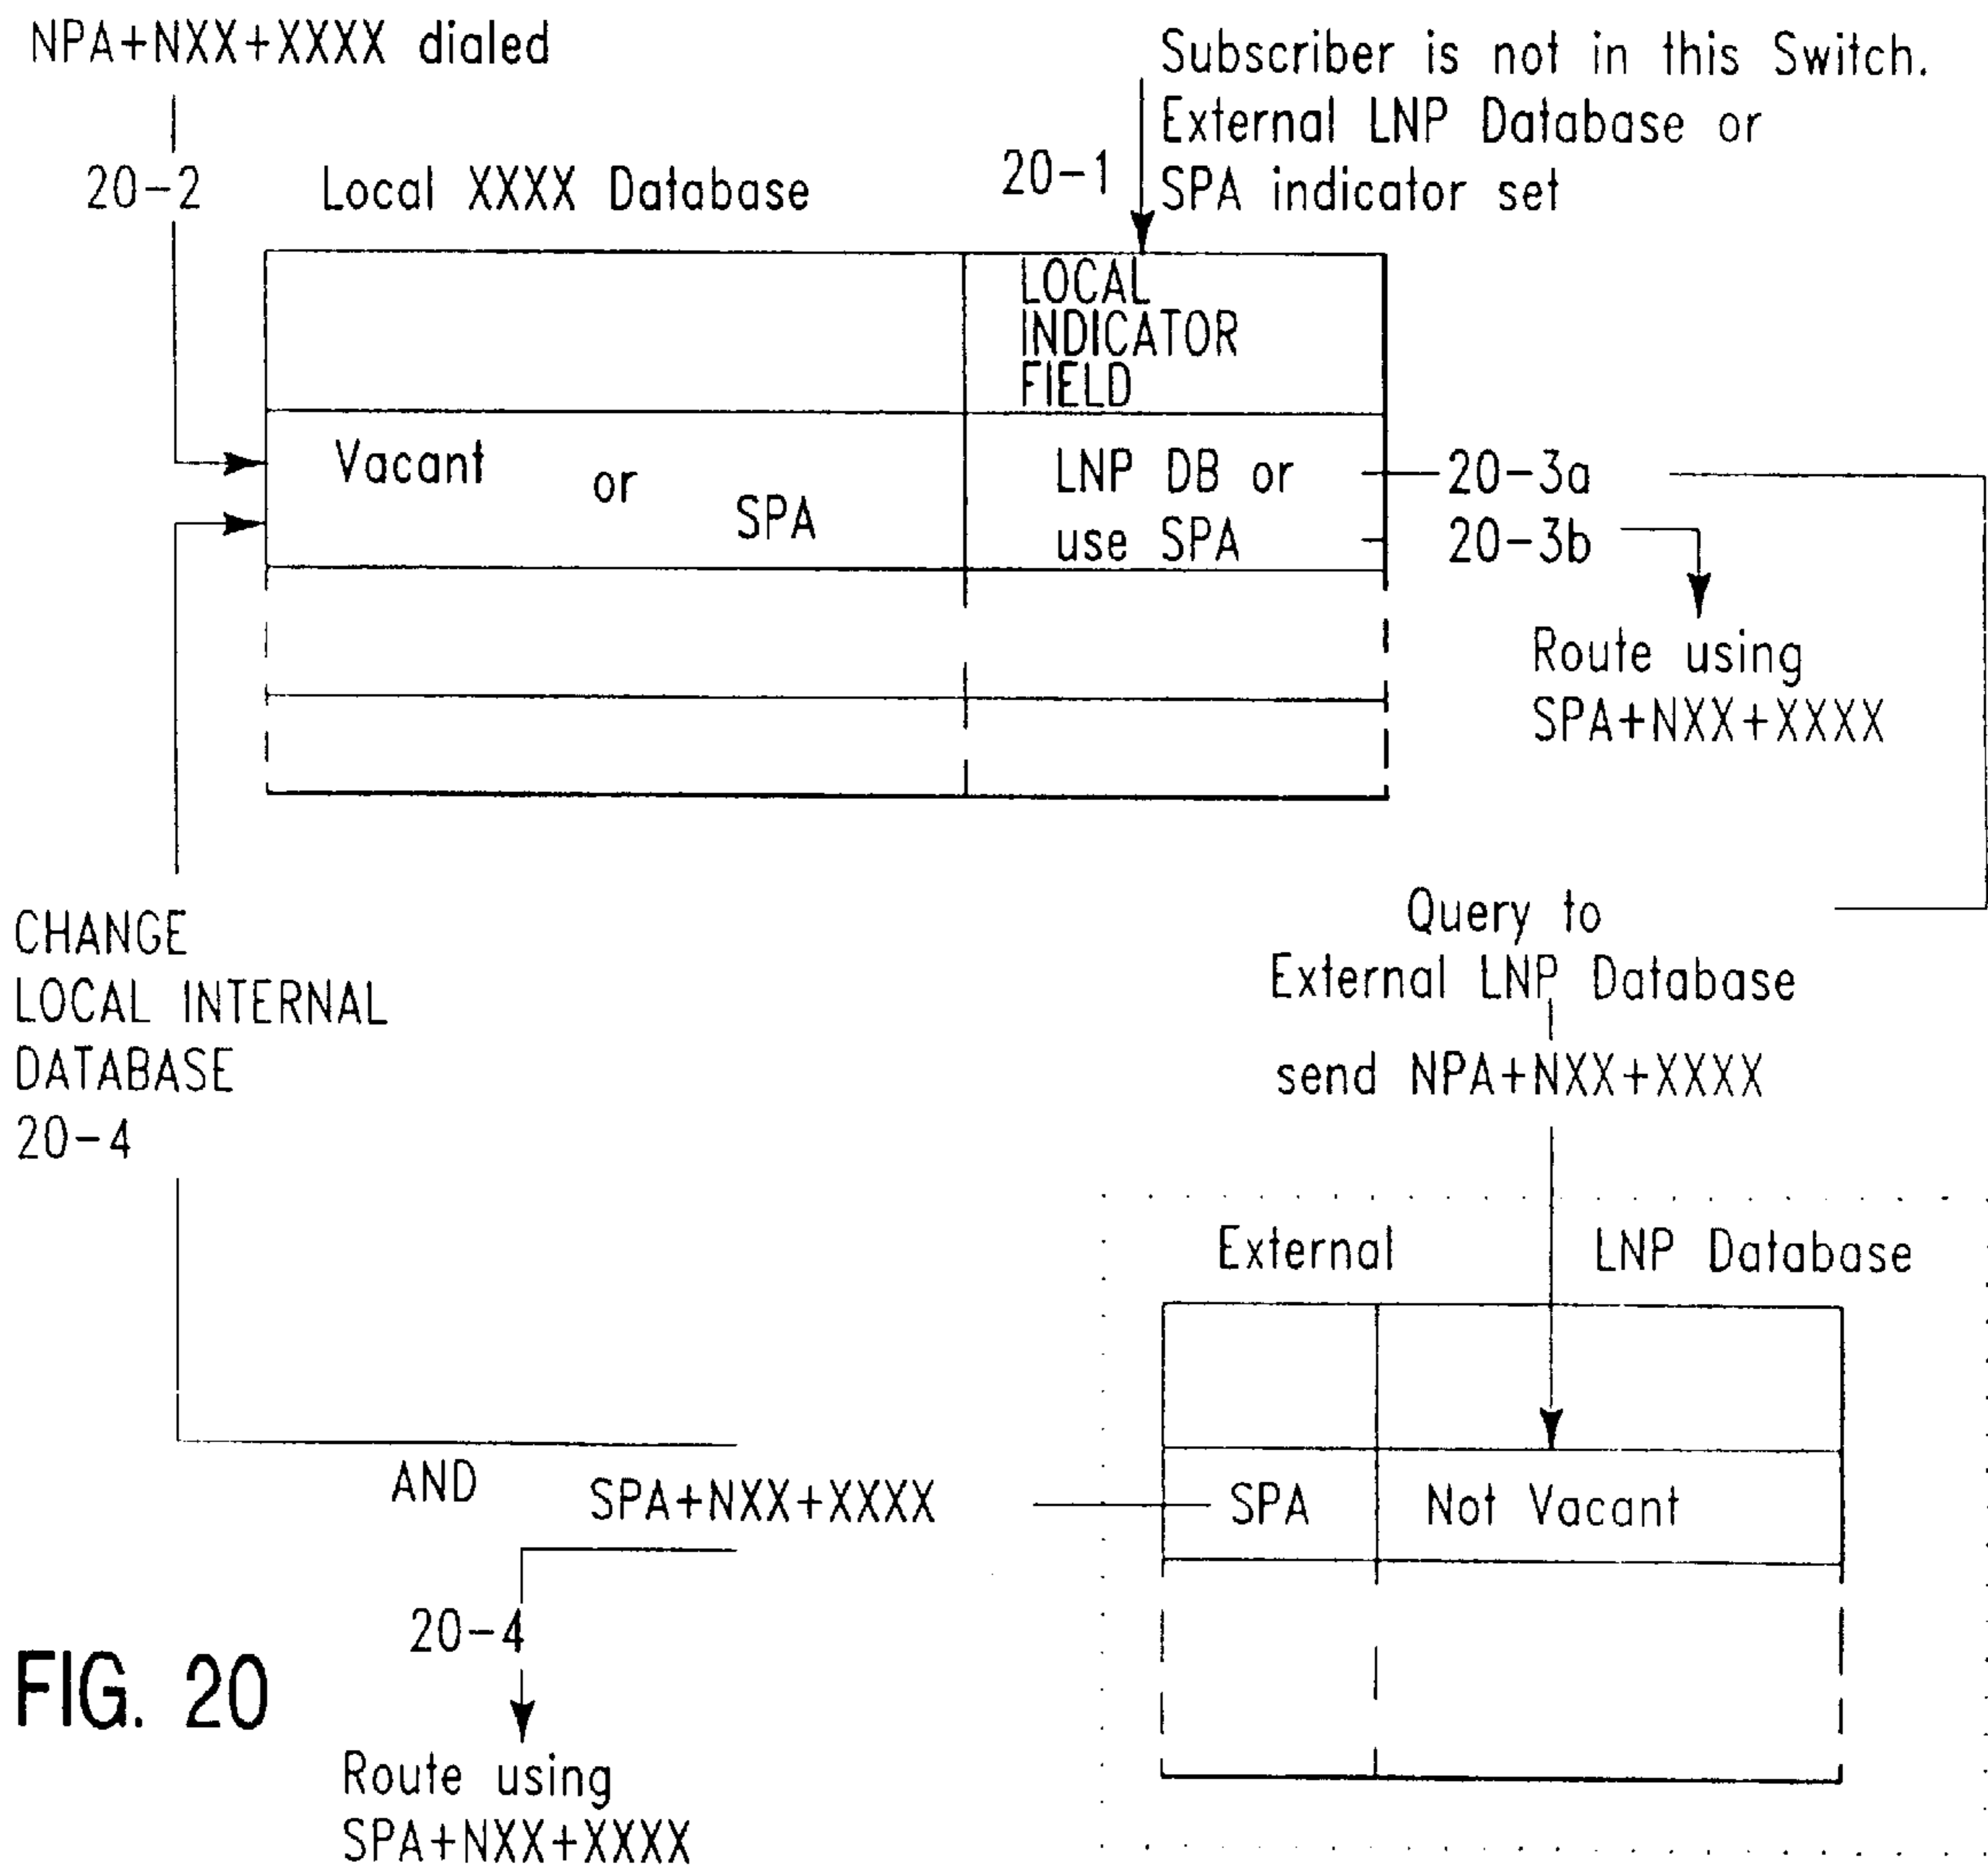 NPA+NXX+XXXX dialed
Subscriber is not in this Switch.
External LNP Database or
SPA indicator set
20-1
20-2
Local XXXX Database
LOCAL
INDICATOR
FIELD
Vacant or SPA
LNP DB or
use SPA
20-3a
20-3b
Route using
SPA+NXX+XXXX
CHANGE
LOCAL INTERNAL
DATABASE
20-4
Query to
External LNP Database
send NPA+NXX+XXXX
External LNP Database
SPA
Not Vacant
AND
SPA+NXX+XXXX
20-4
Route using
SPA+NXX+XXXX
FIG. 20